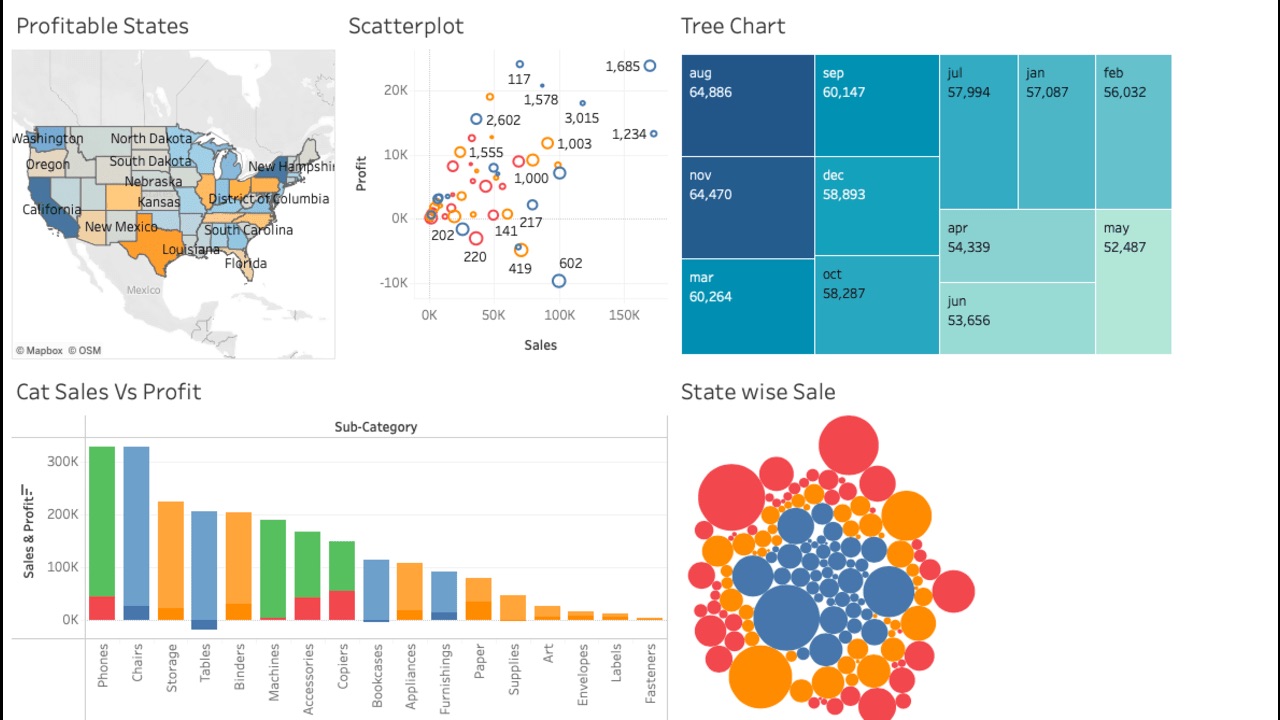 Profitable States
Washington
North Dakota
Oregon
South Dakota
New Hampshir
Nebraska
California
Kansas
District of Columbia
New Mexico
South Carolina
Louisiana
Florida
Mexico
© Mapbox © OSM
Scatterplot
Profit
20K
10K
0K
-10K
117
1,685
1,578
3,015
2,602
1,234
1,555
1,003
1,000
202
141
217
220
419
602
0K
50K
100K
150K
Sales
Tree Chart
aug
64,886
nov
64,470
mar
60,264
sep
60,147
dec
58,893
oct
58,287
jul
57,994
jan
57,087
feb
56,032
apr
54,339
jun
53,656
may
52,487
Cat Sales Vs Profit
Sub-Category
Sales & Profit
300K
200K
100K
0K
Phones
Chairs
Storage
Tables
Binders
Machines
Accessories
Copiers
Bookcases
Appliances
Furnishings
Paper
Supplies
Art
Envelopes
Labels
Fasteners
State wise Sale